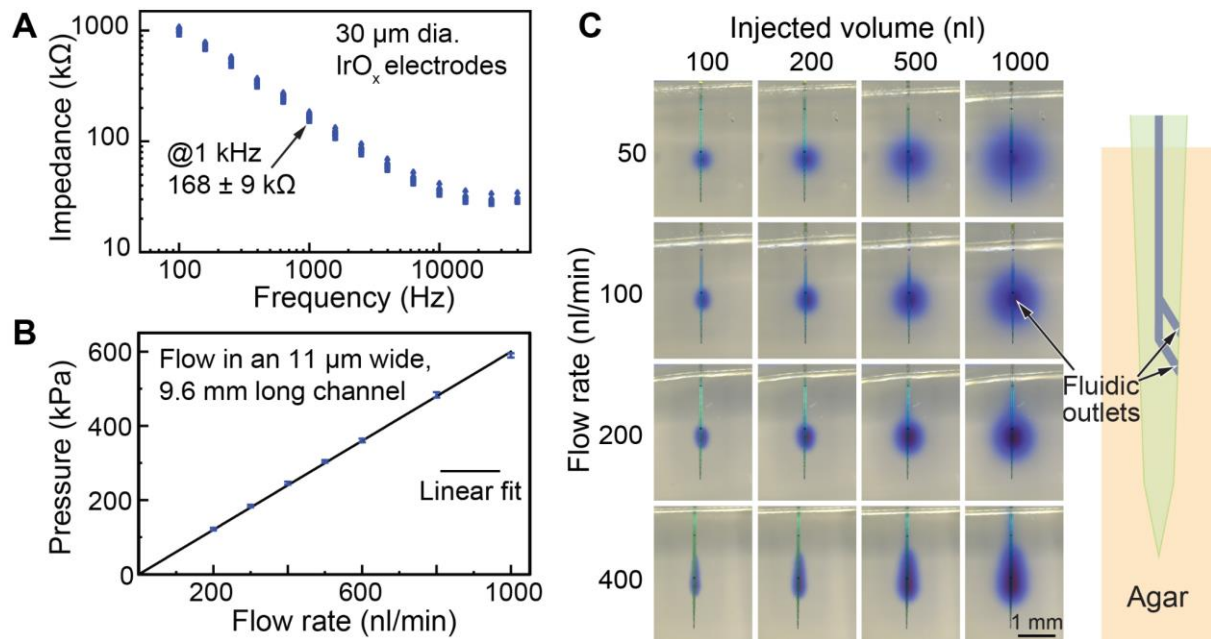 A
1000
100
10
Impedance (kΩ)
30 µm dia.
IrOx electrodes
@1 kHz
168 ± 9 kΩ
100 1000 10000
Frequency (Hz)
B
600
400
200
0
Pressure (kPa)
Flow in an 11 µm wide,
9.6 mm long channel
Linear fit
200 600 1000
Flow rate (nl/min)
C
Injected volume (nl)
100 200 500 1000
Flow rate (nl/min)
50
100
200
400
Fluidic
outlets
1 mm
Agar